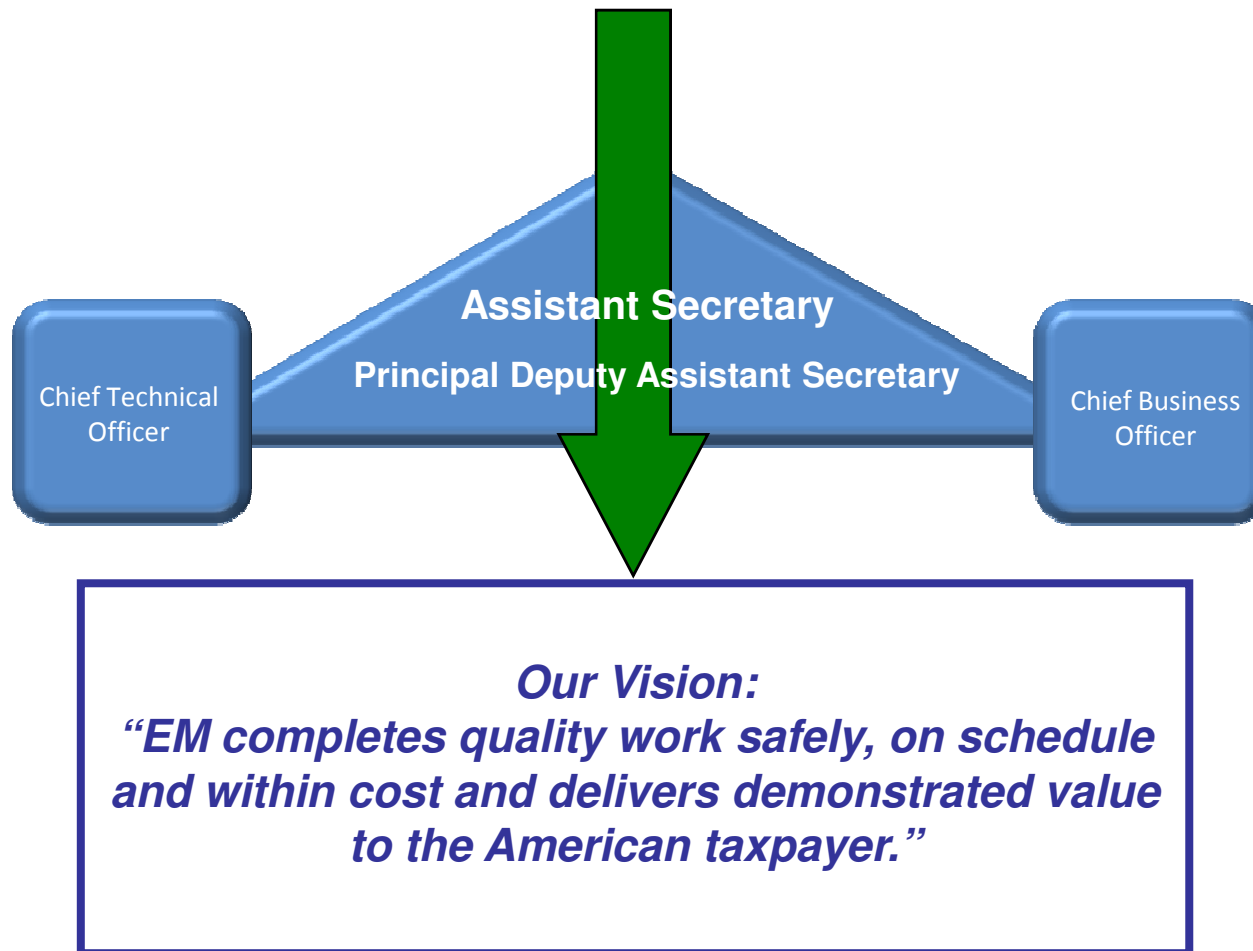 Assistant Secretary
Principal Deputy Assistant Secretary
Chief Technical
Officer
Chief Business
Officer
Our Vision:
“EM completes quality work safely, on schedule
and within cost and delivers demonstrated value
to the American taxpayer.”